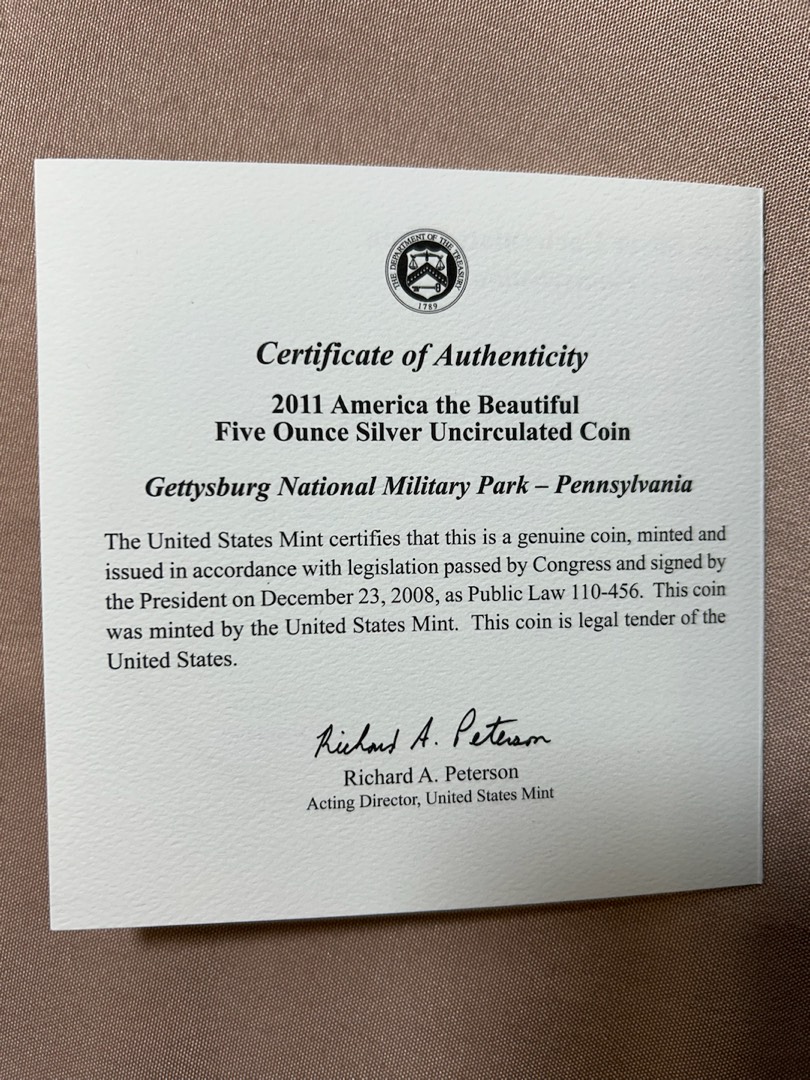 THE DEPARTMENT OF THE TREASURY
1789
Certificate of Authenticity
2011 America the Beautiful
Five Ounce Silver Uncirculated Coin
Gettysburg National Military Park – Pennsylvania
The United States Mint certifies that this is a genuine coin, minted and
issued in accordance with legislation passed by Congress and signed by
the President on December 23, 2008, as Public Law 110-456. This coin
was minted by the United States Mint. This coin is legal tender of the
United States.
Richard A. Peterson
Richard A. Peterson
Acting Director, United States Mint